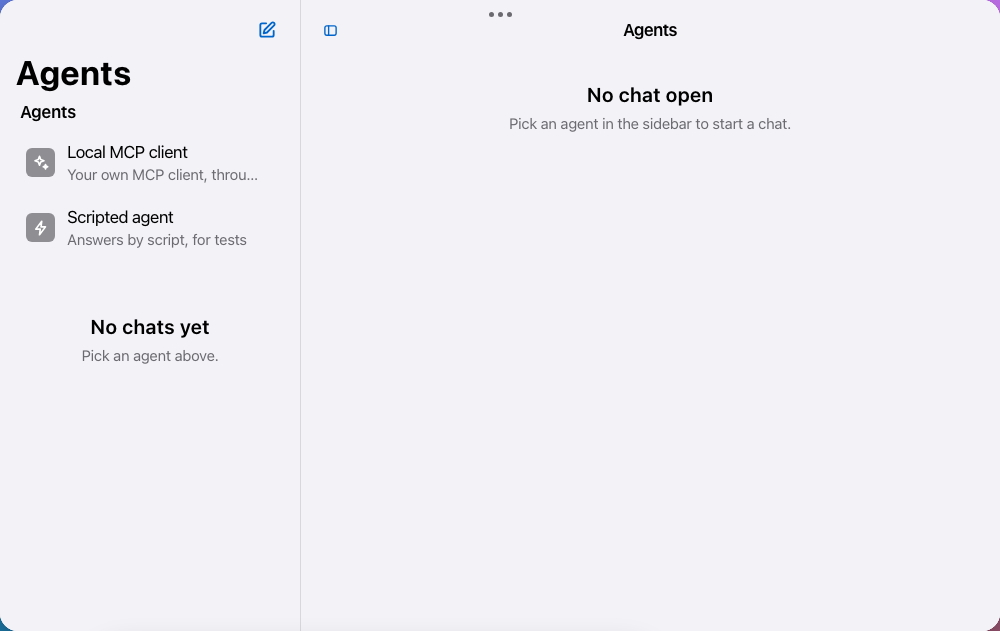 Agents
Agents
Local MCP client
Your own MCP client, throu...
Scripted agent
Answers by script, for tests
No chats yet
Pick an agent above.
Agents
No chat open
Pick an agent in the sidebar to start a chat.